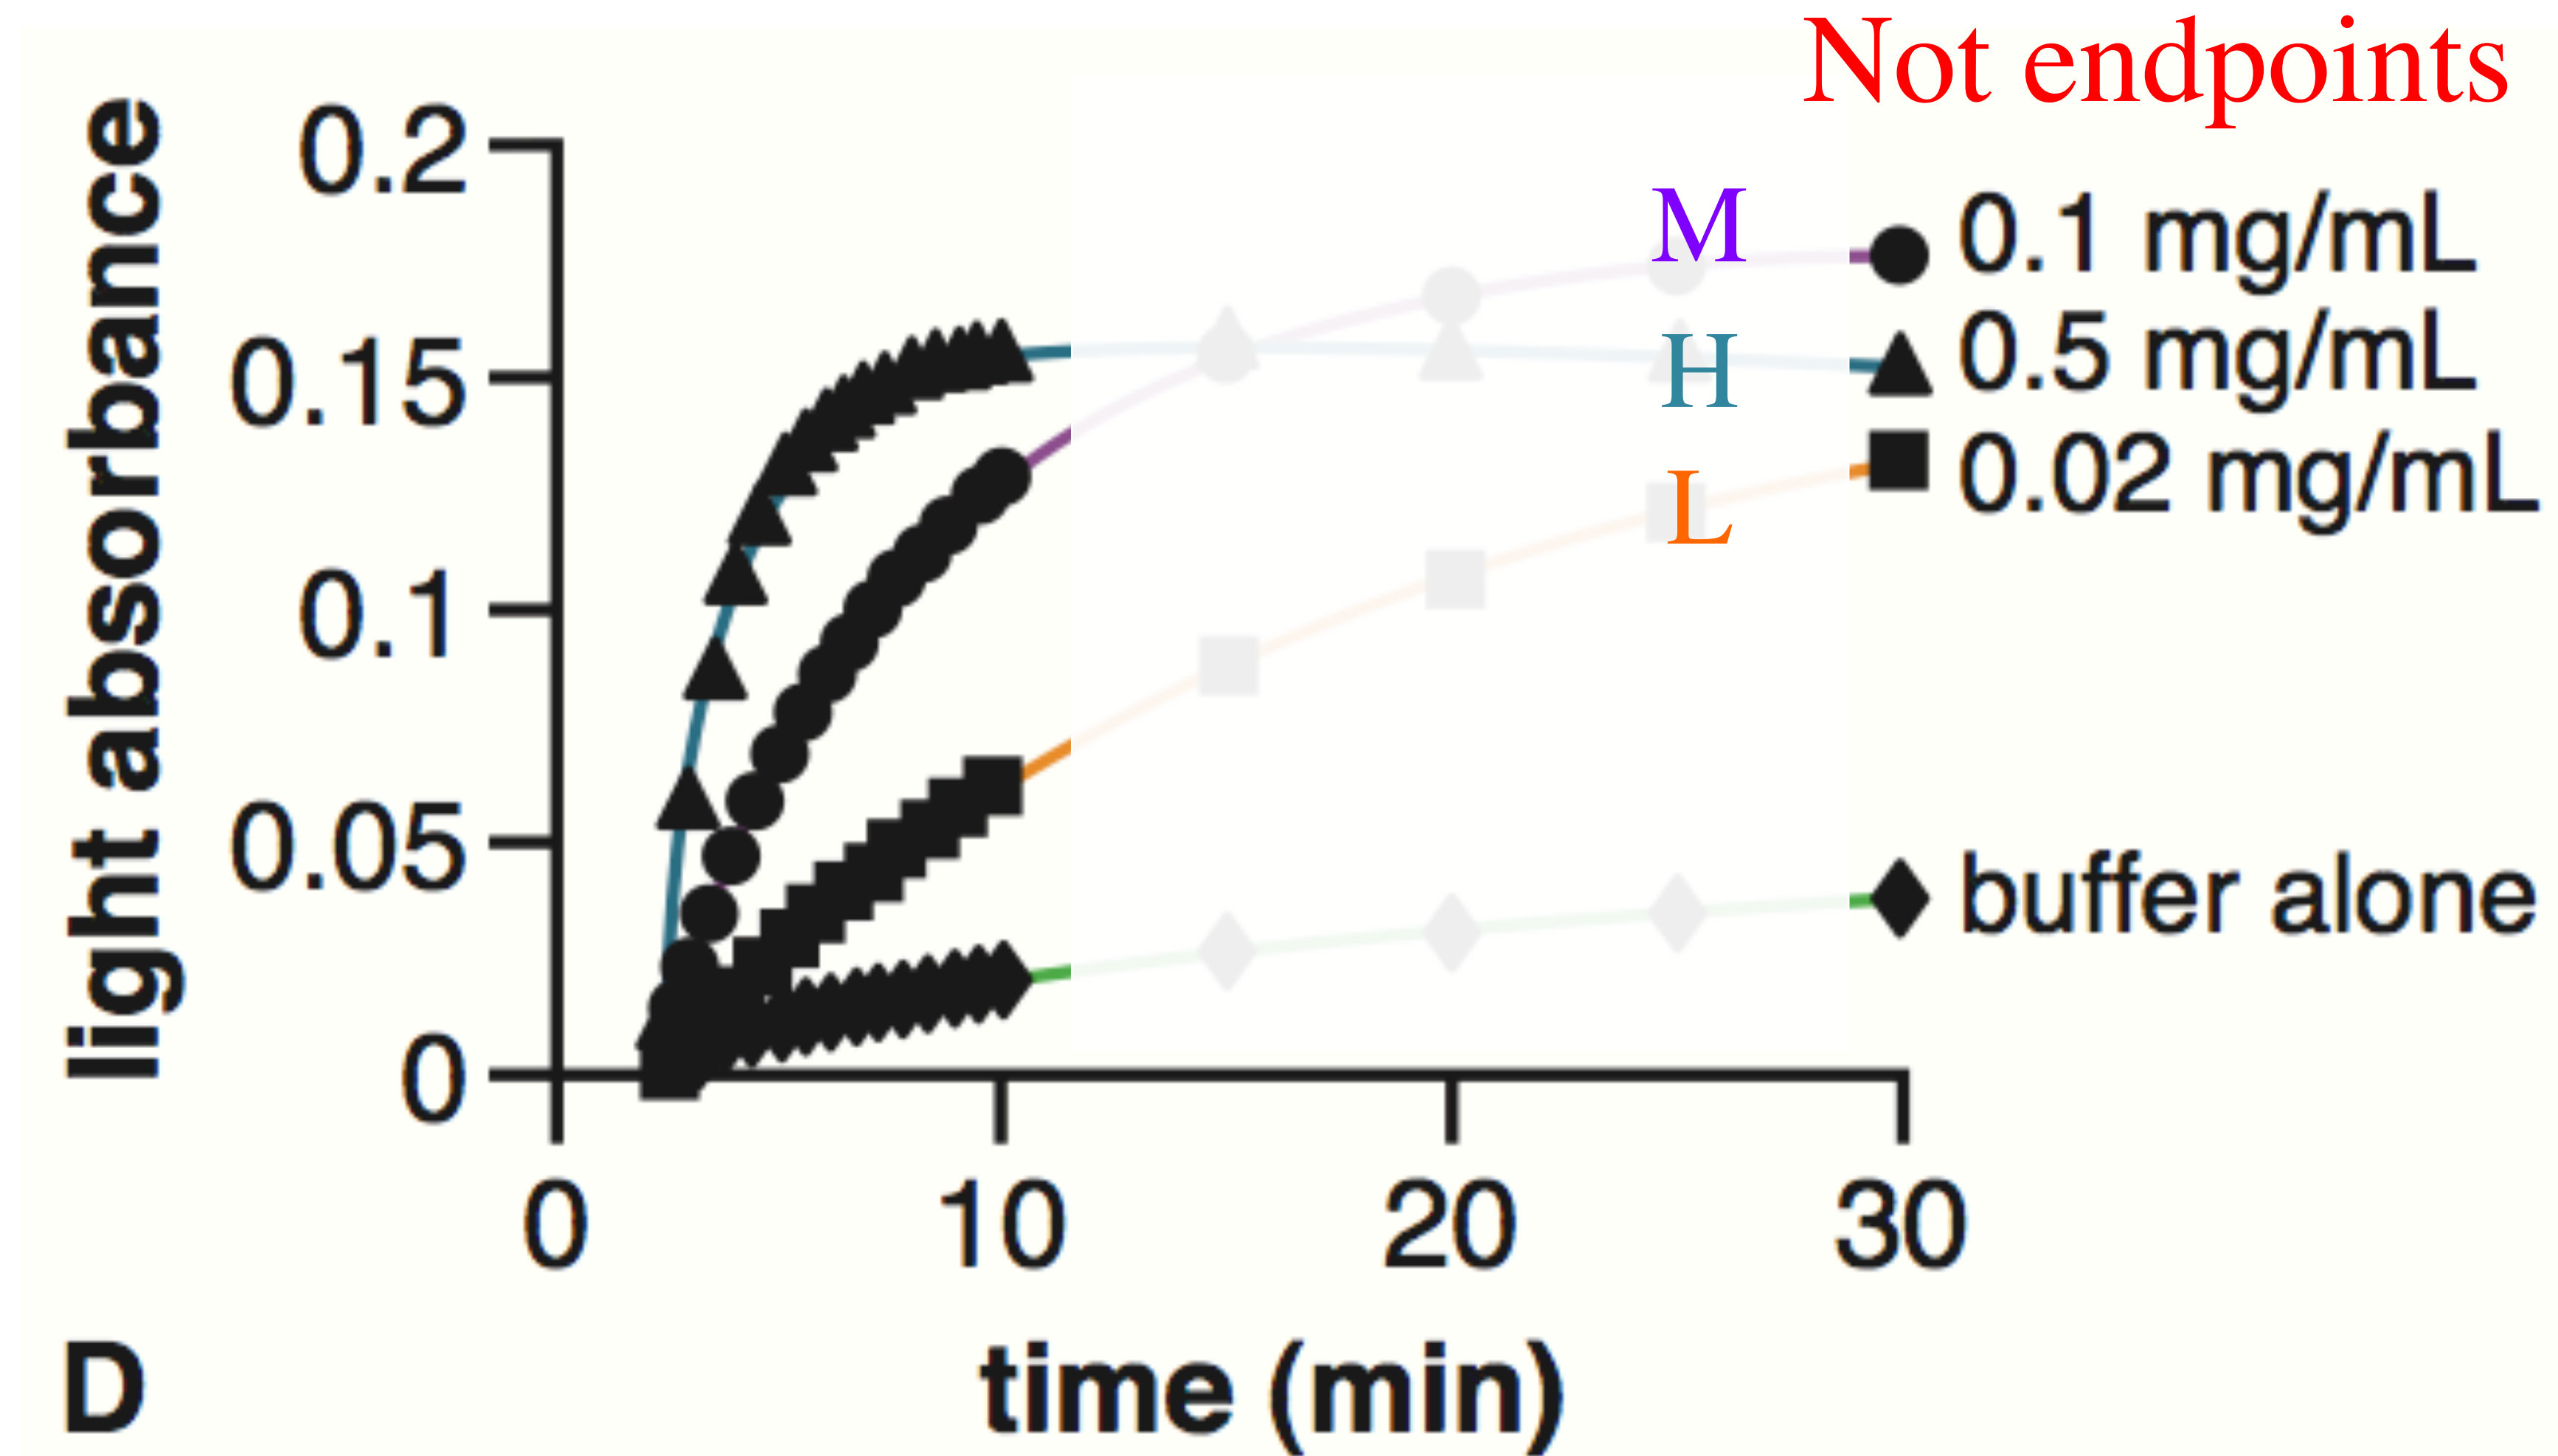 Not endpoints
light absorbance
0.2
0.15
0.1
0.05
0
M
H
L
0.1 mg/mL
0.5 mg/mL
0.02 mg/mL
buffer alone
0 10 20 30
D
time (min)